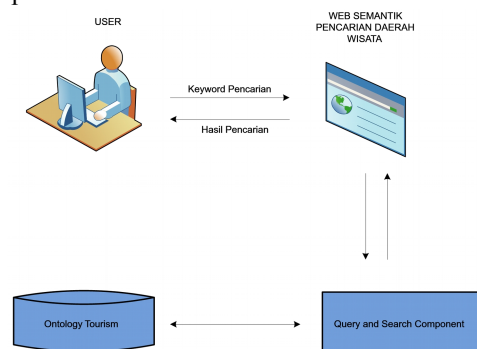 USER
WEB SEMANTIK
PENCARIAN DAERAH
WISATA
Keyword Pencarian
Hasil Pencarian
Ontology Tourism
Query and Search Component